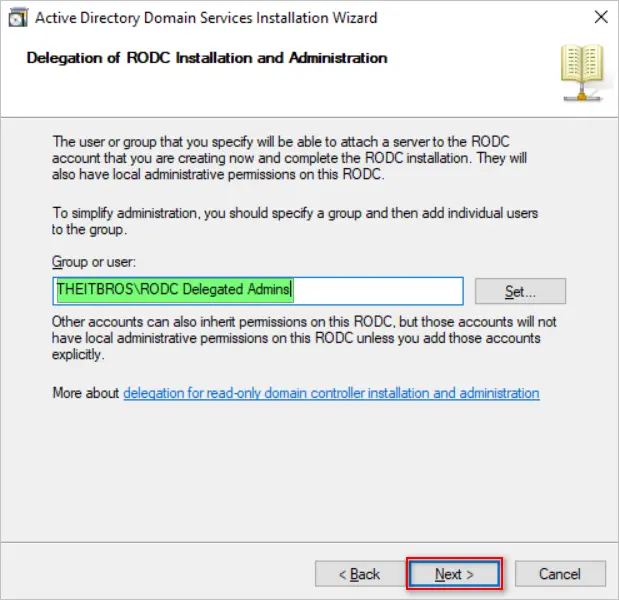 Active Directory Domain Services Installation Wizard
Delegation of RODC Installation and Administration
The user or group that you specify will be able to attach a server to the RODC
account that you are creating now and complete the RODC installation. They will
also have local administrative permissions on this RODC.
To simplify administration, you should specify a group and then add individual users
to the group.
Group or user:
THEITBROS\RODC Delegated Admins
Set...
Other accounts can also inherit permissions on this RODC, but those accounts will not
have local administrative permissions on this RODC unless you add those accounts
explicitly.
More about delegation for read-only domain controller installation and administration
< Back
Next >
Cancel